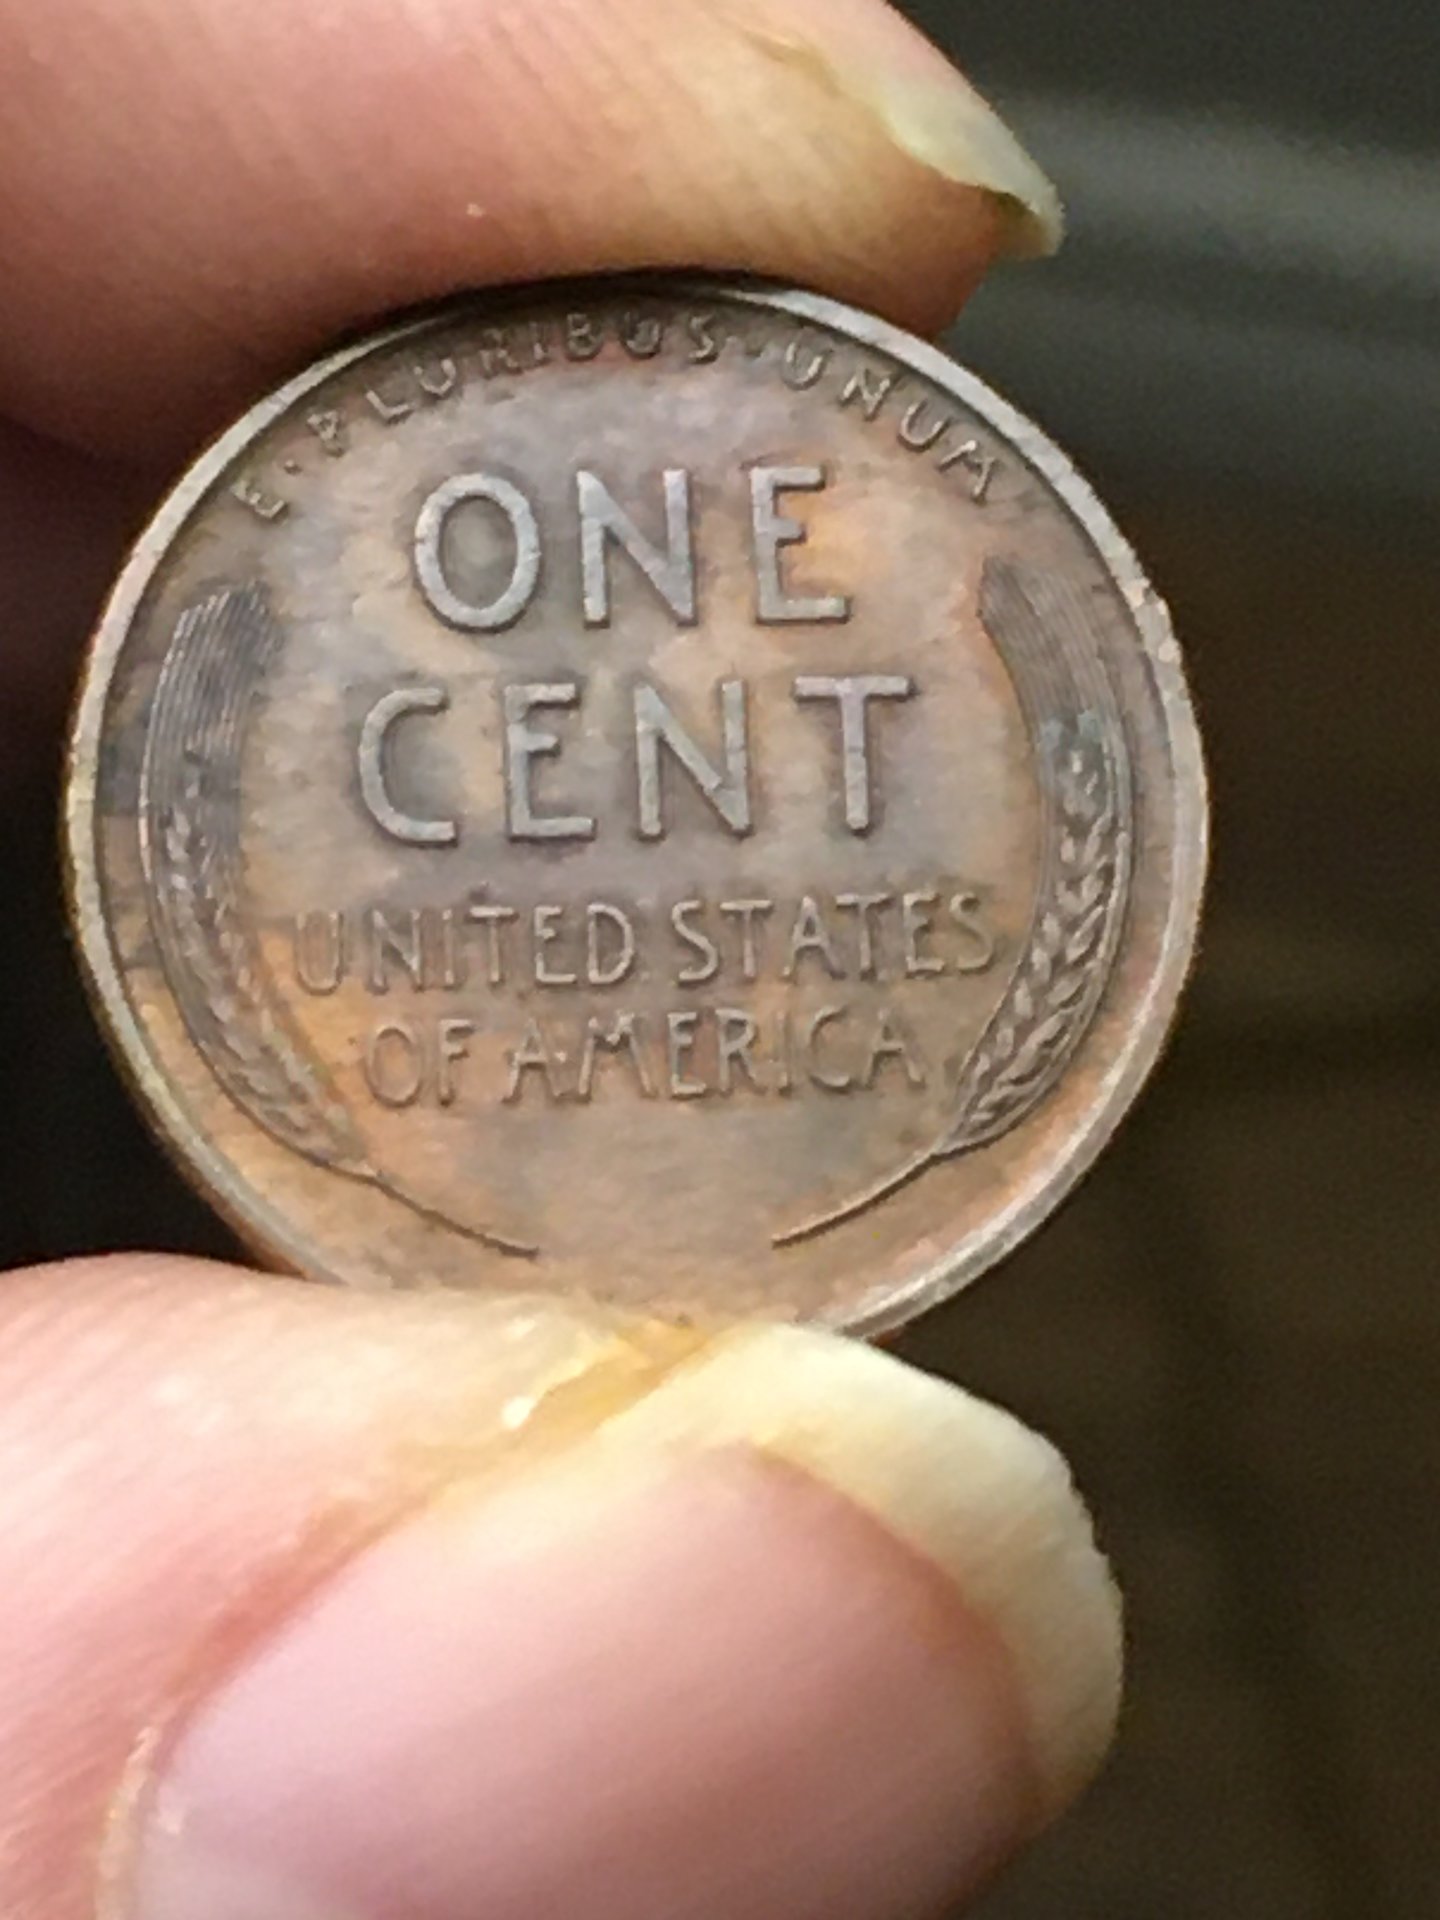 E·PLURIBUS·UNUM
ONE
CENT
UNITED STATES
OF AMERICA